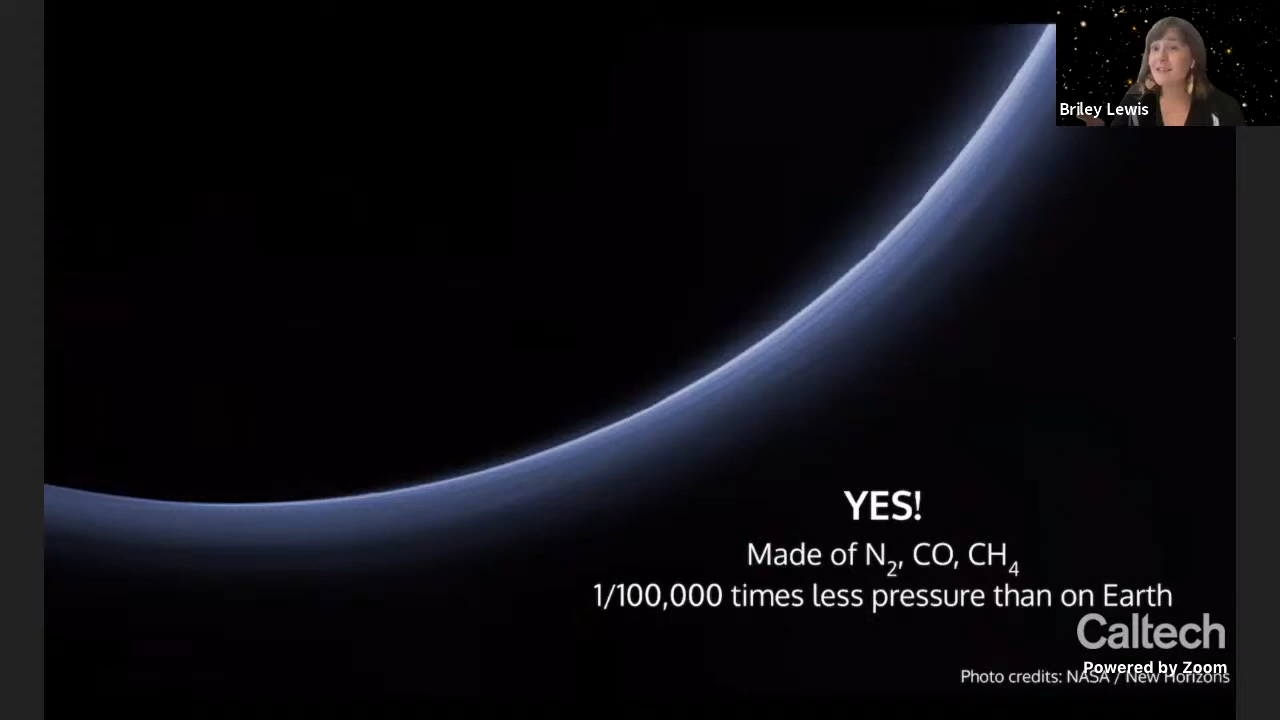 Briley Lewis
YES!
Made of N₂, CO, CH₄
1/100,000 times less pressure than on Earth
Caltech
Powered by Zoom
Photo credits: NASA / New Horizons